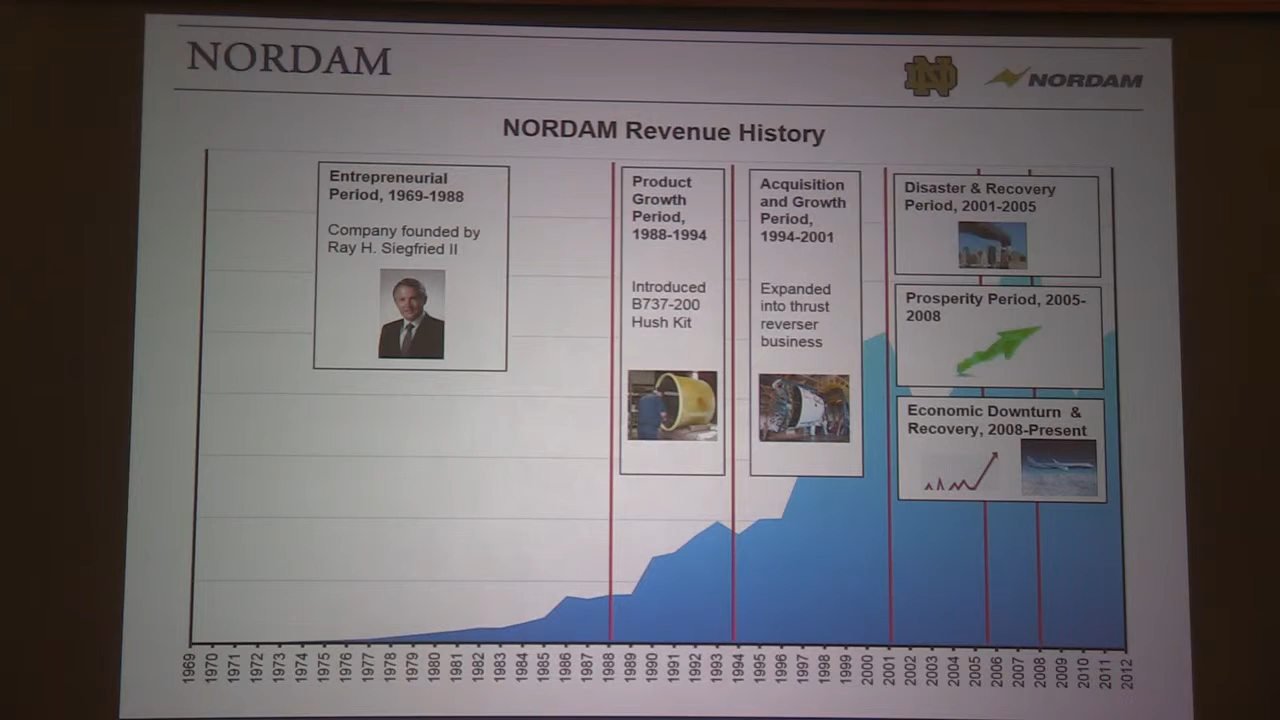 NORDAM
ND
NORDAM
NORDAM Revenue History
Entrepreneurial
Period, 1969-1988
Company founded by
Ray H. Siegfried II
Product
Growth
Period,
1988-1994
Introduced
B737-200
Hush Kit
Acquisition
and Growth
Period,
1994-2001
Expanded
into thrust
reverser
business
Disaster & Recovery
Period, 2001-2005
Prosperity Period, 2005-
2008
Economic Downturn &
Recovery, 2008-Present
1969
1970
1971
1972
1973
1974
1975
1976
1977
1978
1979
1980
1981
1982
1983
1984
1985
1986
1987
1988
1989
1990
1991
1992
1993
1994
1995
1996
1997
1998
1999
2000
2001
2002
2003
2004
2005
2006
2007
2008
2009
2010
2011
2012